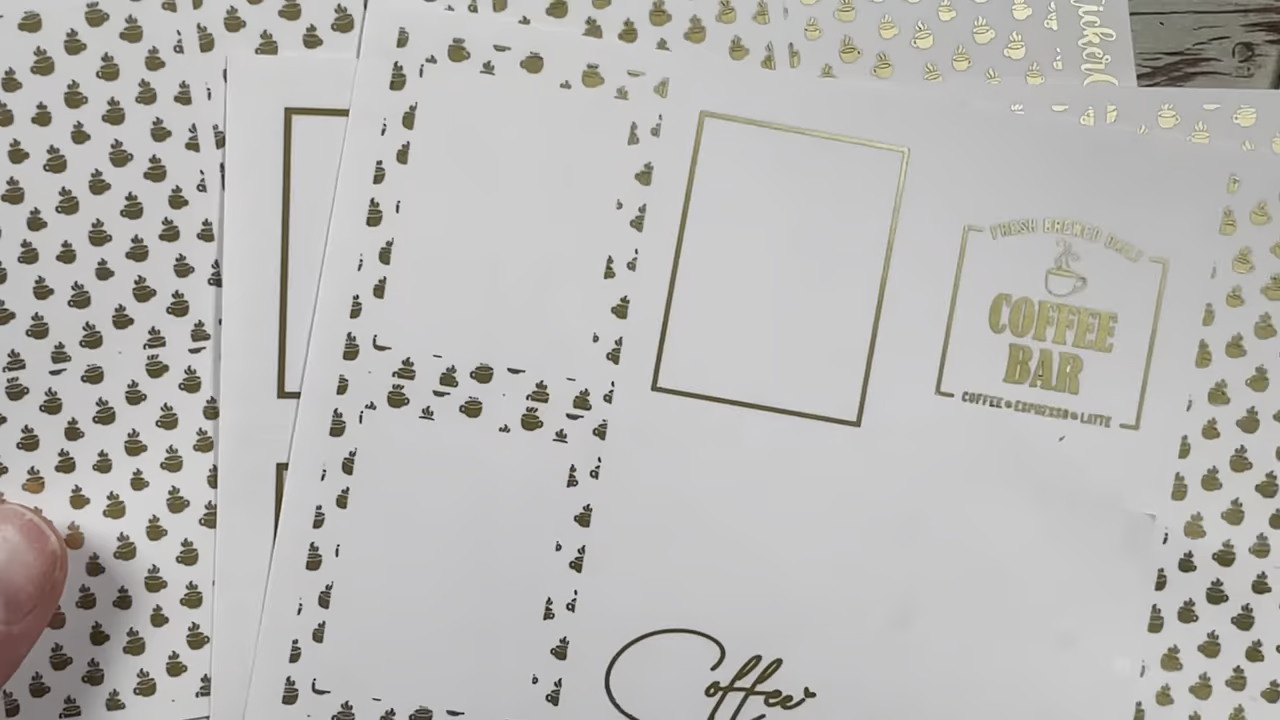 FRESH BREWED DAILY
COFFEE
BAR
COFFEE • ESPRESSO • LATTE
Coffee